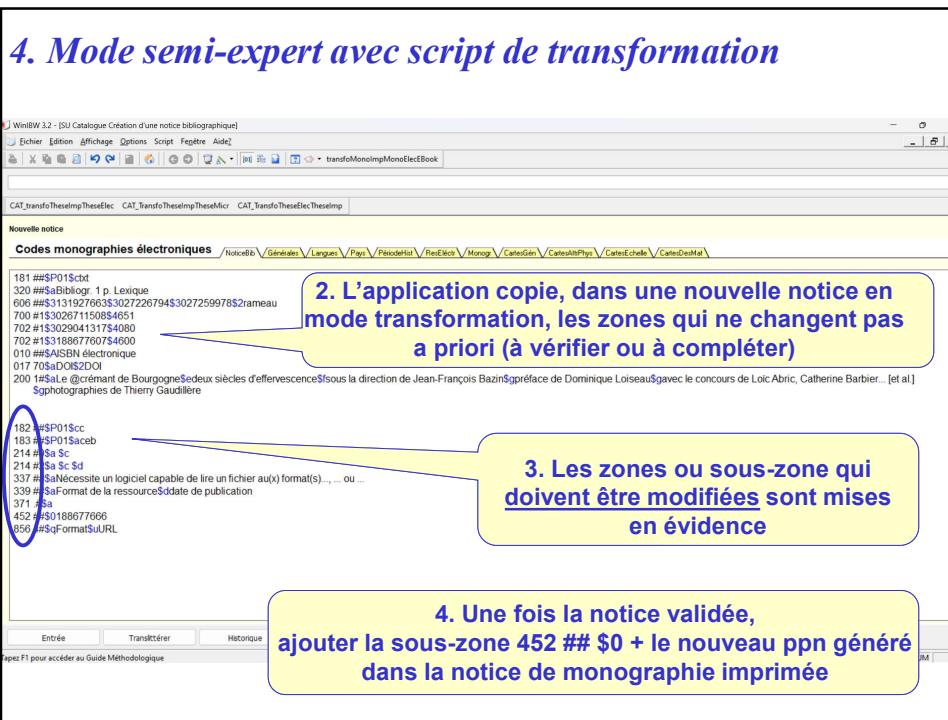 4. Mode semi-expert avec script de transformation
WinIBW 3.2 - [SU Catalogue Création d'une notice bibliographique]
Eichier Edition Affichage Options Script Fenêtre Aide?
transfoMonoImpMonoElecEBook
CAT_transfoTheseImpTheseElec CAT_TransfoTheseImpTheseMicr CAT_TransfoTheseElecTheseImp
Nouvelle notice
Codes monographies électroniques NoticeBib Générales Langues Pays PériodeHist ResEléctr Monogr CartesGén CartesAttrPhys CartesEchelle CartesDesMat
181 ##$P01$ctxt
320 ##$aBibliogr. 1 p. Lexique
606 ##$3131927663$3027226794$3027259978$2rameau
700 #1$3026711508$4651
702 #1$3029041317$4080
702 #1$3188677607$4600
010 ##$AISBN électronique
017 70$aDOI$2DOI
200 1#$aLe @crémant de Bourgogne$edeux siècles d'effervescence$fsous la direction de Jean-François Bazin$gpréface de Dominique Loiseau$gavec le concours de Loïc Abric, Catherine Barbier... [et al.]
$gphotographies de Thierry Gaudillère
2. L'application copie, dans une nouvelle notice en
mode transformation, les zones qui ne changent pas
a priori (à vérifier ou à compléter)
182 ##$P01$cc
183 ##$P01$aceb
214 #0$a $c
214 #2$a $c $d
337 ##$aNécessite un logiciel capable de lire un fichier au(x) format(s)..., ... ou ...
339 ##$aFormat de la ressource$ddate de publication
371 .#$a
452 ##$0188677666
856 ##$qFormat$uURL
3. Les zones ou sous-zone qui
doivent être modifiées sont mises
en évidence
4. Une fois la notice validée,
ajouter la sous-zone 452 ## $0 + le nouveau ppn généré
dans la notice de monographie imprimée
Entrée Translittérer Historique
Tapez F1 pour accéder au Guide Méthodologique